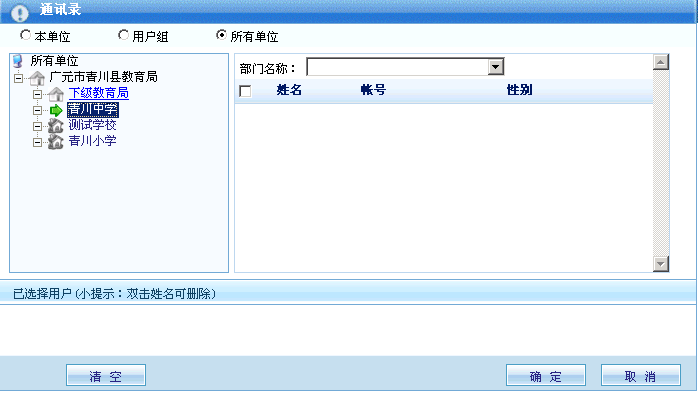 通讯录
本单位 用户组 所有单位
所有单位
广元市青川县教育局
下级教育局
青川中学
测试学校
青川小学
部门名称：
姓名 帐号 性别
已选择用户(小提示：双击姓名可删除)
清 空 确 定 取 消